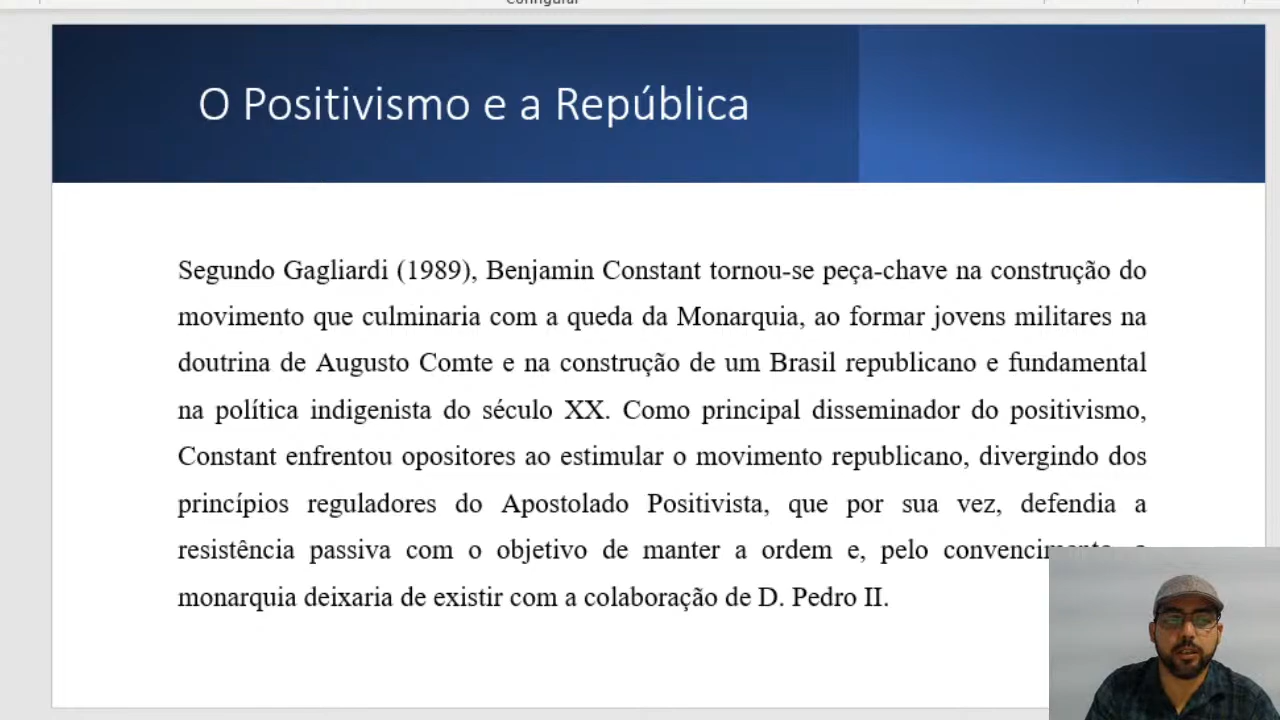 O Positivismo e a República
Segundo Gagliardi (1989), Benjamin Constant tornou-se peça-chave na construção do
movimento que culminaria com a queda da Monarquia, ao formar jovens militares na
doutrina de Augusto Comte e na construção de um Brasil republicano e fundamental
na política indigenista do século XX. Como principal disseminador do positivismo,
Constant enfrentou opositores ao estimular o movimento republicano, divergindo dos
princípios reguladores do Apostolado Positivista, que por sua vez, defendia a
resistência passiva com o objetivo de manter a ordem e, pelo
monarquia deixaria de existir com a colaboração de D. Pedro II.